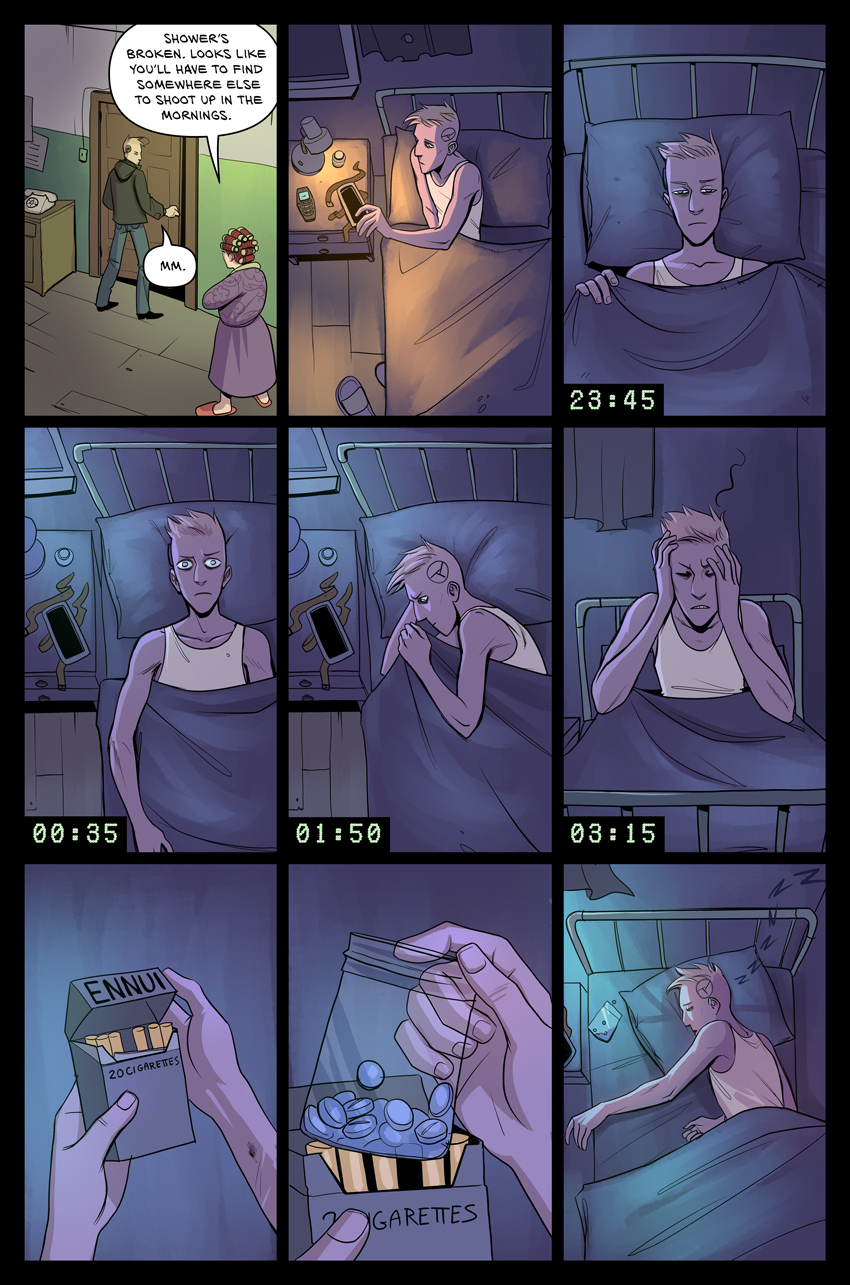 SHOWER'S
BROKEN. LOOKS LIKE
YOU'LL HAVE TO FIND
SOMEWHERE ELSE
TO SHOOT UP IN THE
MORNINGS.
MM.
23:45
00:35
01:50
03:15
ENNUI
20 CIGARETTES
2 CIGARETTES
Z Z Z Z Z Z